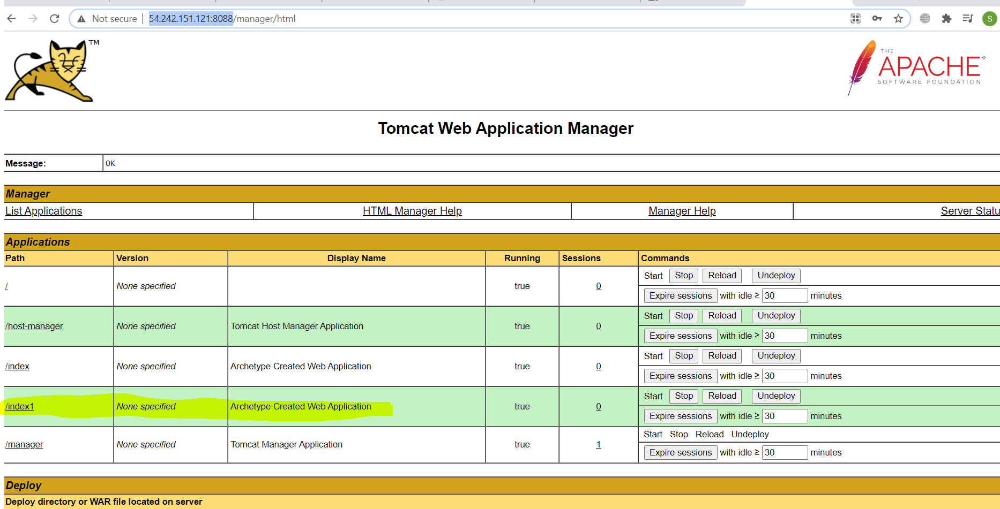 Not secure | 54.242.151.121:8088/manager/html
S
TM
THE
APACHE®
SOFTWARE FOUNDATION
Tomcat Web Application Manager
Message: OK
Manager
List Applications HTML Manager Help Manager Help Server Statu
Applications
Path Version Display Name Running Sessions Commands
/ None specified true 0 Start Stop Reload Undeploy
Expire sessions with idle ≥ 30 minutes
/host-manager None specified Tomcat Host Manager Application true 0 Start Stop Reload Undeploy
Expire sessions with idle ≥ 30 minutes
/index None specified Archetype Created Web Application true 0 Start Stop Reload Undeploy
Expire sessions with idle ≥ 30 minutes
/index1 None specified Archetype Created Web Application true 0 Start Stop Reload Undeploy
Expire sessions with idle ≥ 30 minutes
/manager None specified Tomcat Manager Application true 1 Start Stop Reload Undeploy
Expire sessions with idle ≥ 30 minutes
Deploy
Deploy directory or WAR file located on server